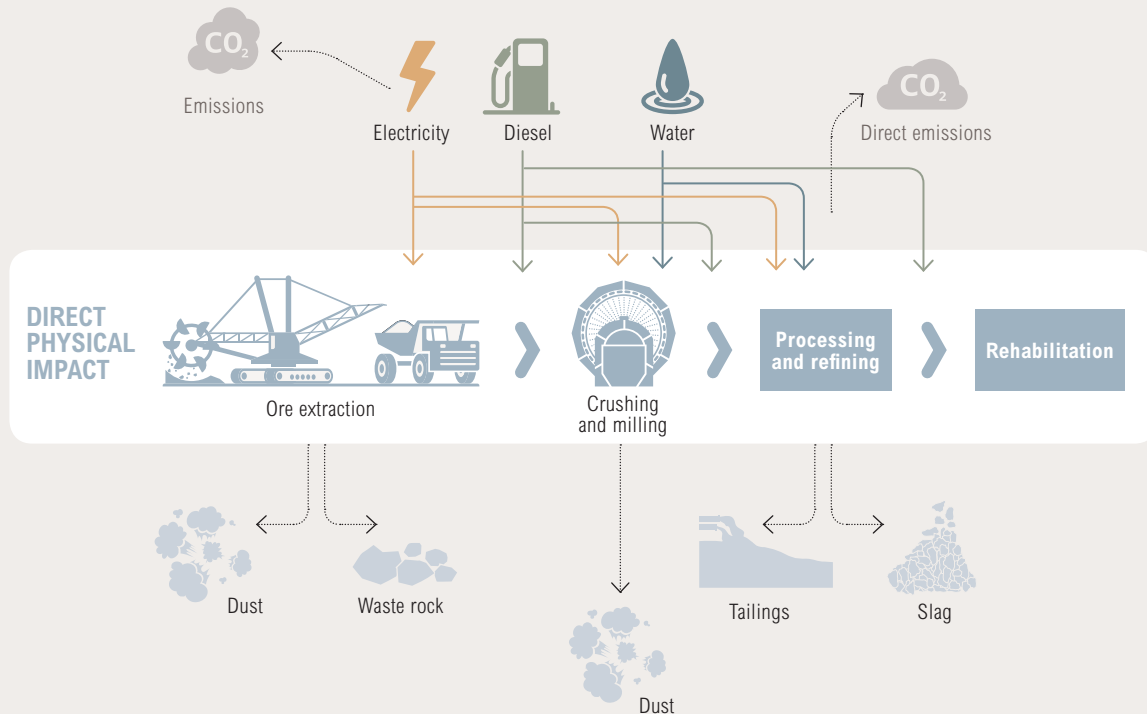 CO₂
Emissions
Electricity
Diesel
Water
CO₂
Direct emissions
DIRECT
PHYSICAL
IMPACT
Ore extraction
Crushing
and milling
Processing
and refining
Rehabilitation
Dust
Waste rock
Dust
Tailings
Slag